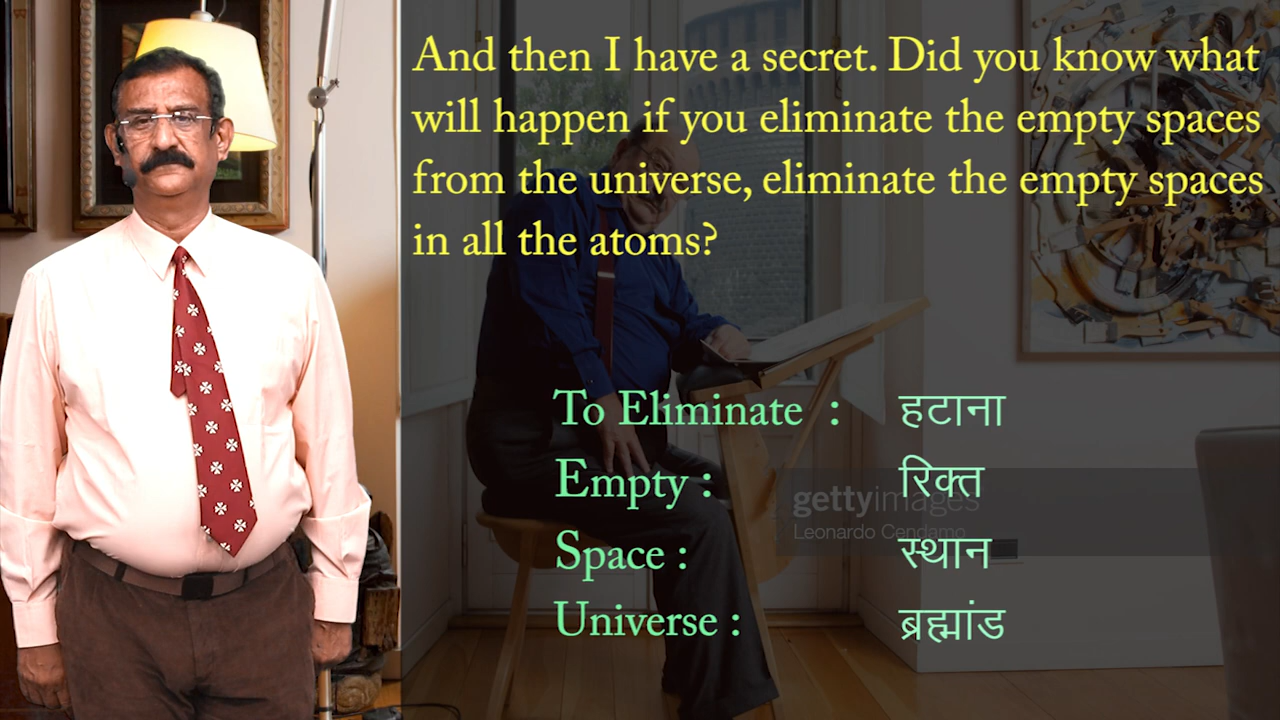 And then I have a secret. Did you know what
will happen if you eliminate the empty spaces
from the universe, eliminate the empty spaces
in all the atoms?
To Eliminate : हटाना
Empty : रिक्त
gettyimages
Leonardo Cendamo
Space : स्थान
Universe : ब्रह्मांड